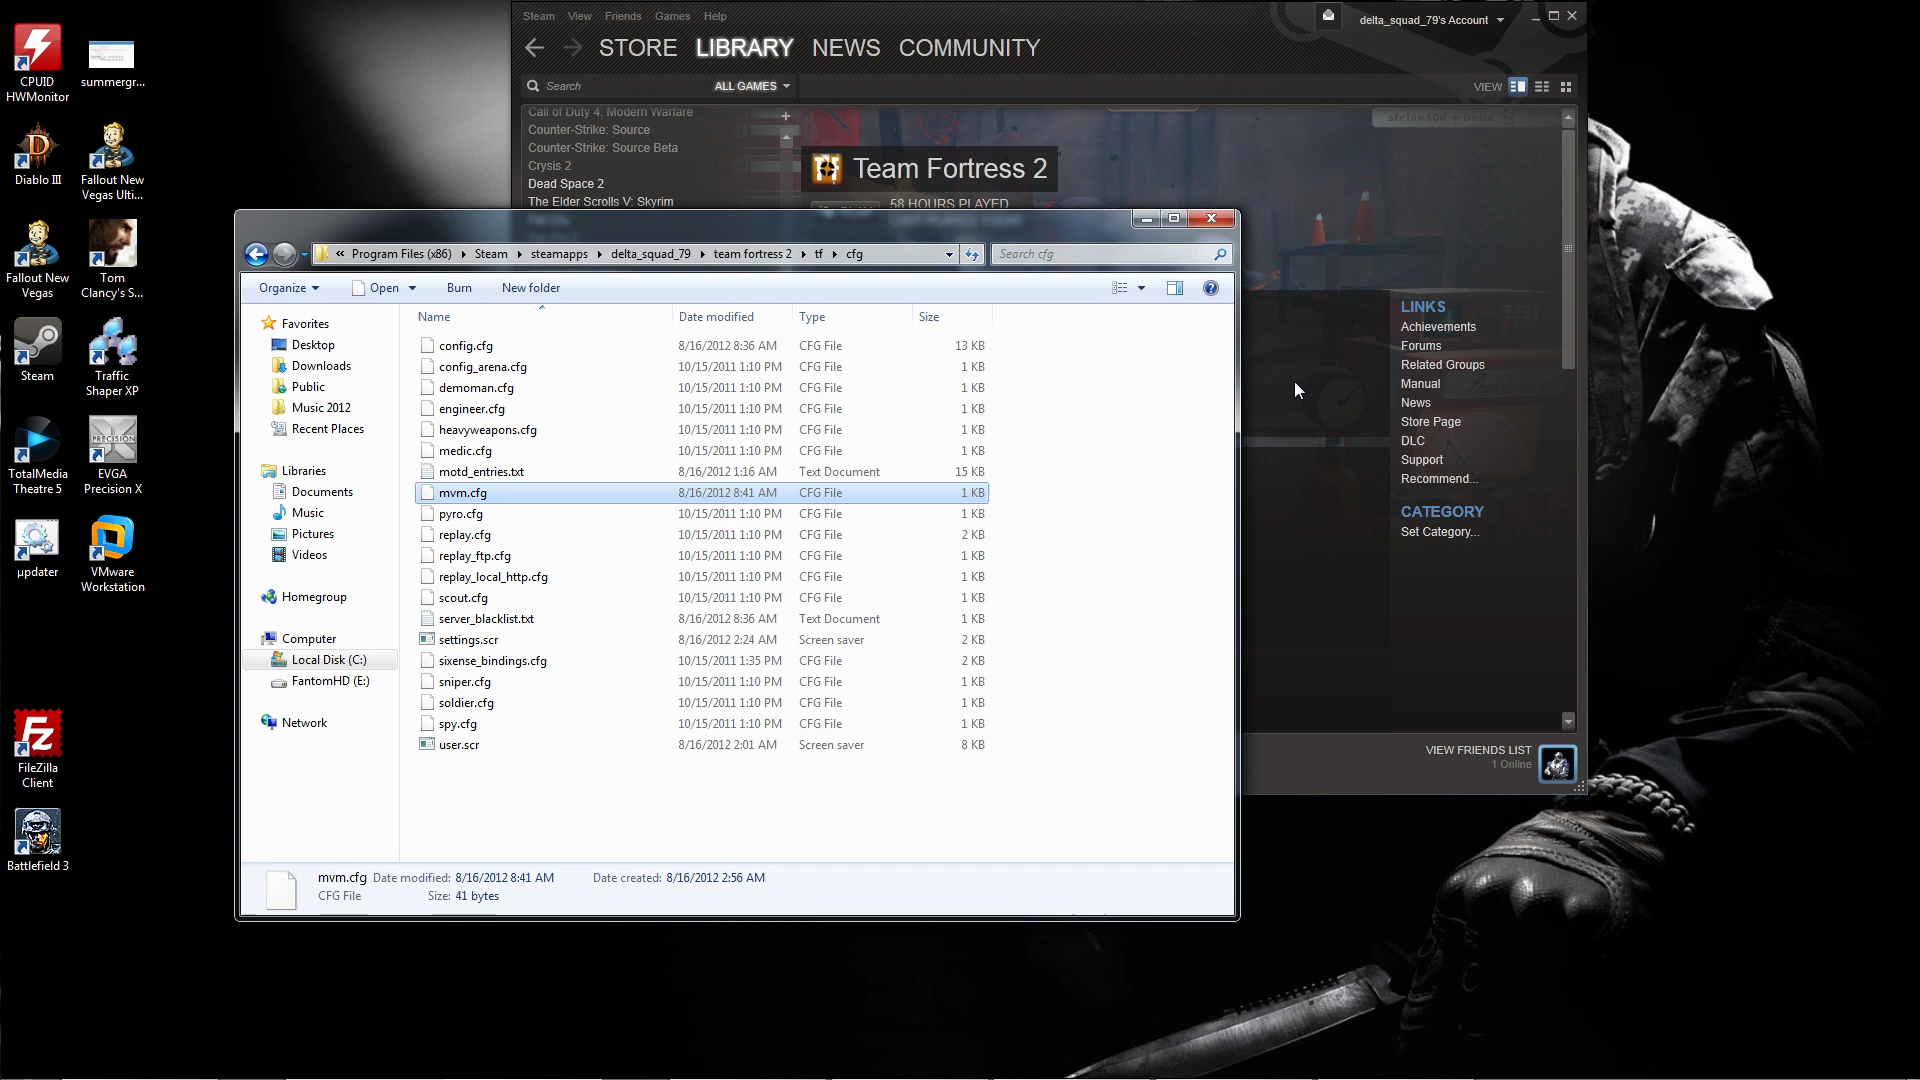 CPUID
HWMonitor
summergr...
Diablo III
Fallout New
Vegas Ulti...
Fallout New
Vegas
Tom
Clancy's S...
Steam
Traffic
Shaper XP
TotalMedia
Theatre 5
PRECISION
EVGA
Precision X
µpdater
VMware
Workstation
FileZilla
Client
Battlefield 3
Steam View Friends Games Help
delta_squad_79's Account
STORE LIBRARY NEWS COMMUNITY
Search
ALL GAMES
VIEW
Call of Duty 4: Modern Warfare
Counter-Strike: Source
Counter-Strike: Source Beta
Crysis 2
Dead Space 2
The Elder Scrolls V: Skyrim
stefan408 + Delta
Team Fortress 2
58 HOURS PLAYED
LINKS
Achievements
Forums
Related Groups
Manual
News
Store Page
DLC
Support
Recommend...
CATEGORY
Set Category...
VIEW FRIENDS LIST
1 Online
« Program Files (x86) Steam steamapps delta_squad_79 team fortress 2 tf cfg
Search cfg
Organize Open Burn New folder
Favorites
Desktop
Downloads
Public
Music 2012
Recent Places
Libraries
Documents
Music
Pictures
Videos
Homegroup
Computer
Local Disk (C:)
FantomHD (E:)
Network
Name Date modified Type Size
config.cfg 8/16/2012 8:36 AM CFG File 13 KB
config_arena.cfg 10/15/2011 1:10 PM CFG File 1 KB
demoman.cfg 10/15/2011 1:10 PM CFG File 1 KB
engineer.cfg 10/15/2011 1:10 PM CFG File 1 KB
heavyweapons.cfg 10/15/2011 1:10 PM CFG File 1 KB
medic.cfg 10/15/2011 1:10 PM CFG File 1 KB
motd_entries.txt 8/16/2012 1:16 AM Text Document 15 KB
mvm.cfg 8/16/2012 8:41 AM CFG File 1 KB
pyro.cfg 10/15/2011 1:10 PM CFG File 1 KB
replay.cfg 10/15/2011 1:10 PM CFG File 2 KB
replay_ftp.cfg 10/15/2011 1:10 PM CFG File 1 KB
replay_local_http.cfg 10/15/2011 1:10 PM CFG File 1 KB
scout.cfg 10/15/2011 1:10 PM CFG File 1 KB
server_blacklist.txt 8/16/2012 8:36 AM Text Document 1 KB
settings.scr 8/16/2012 2:24 AM Screen saver 2 KB
sixense_bindings.cfg 10/15/2011 1:35 PM CFG File 2 KB
sniper.cfg 10/15/2011 1:10 PM CFG File 1 KB
soldier.cfg 10/15/2011 1:10 PM CFG File 1 KB
spy.cfg 10/15/2011 1:10 PM CFG File 1 KB
user.scr 8/16/2012 2:01 AM Screen saver 8 KB
mvm.cfg Date modified: 8/16/2012 8:41 AM Date created: 8/16/2012 2:56 AM
CFG File Size: 41 bytes